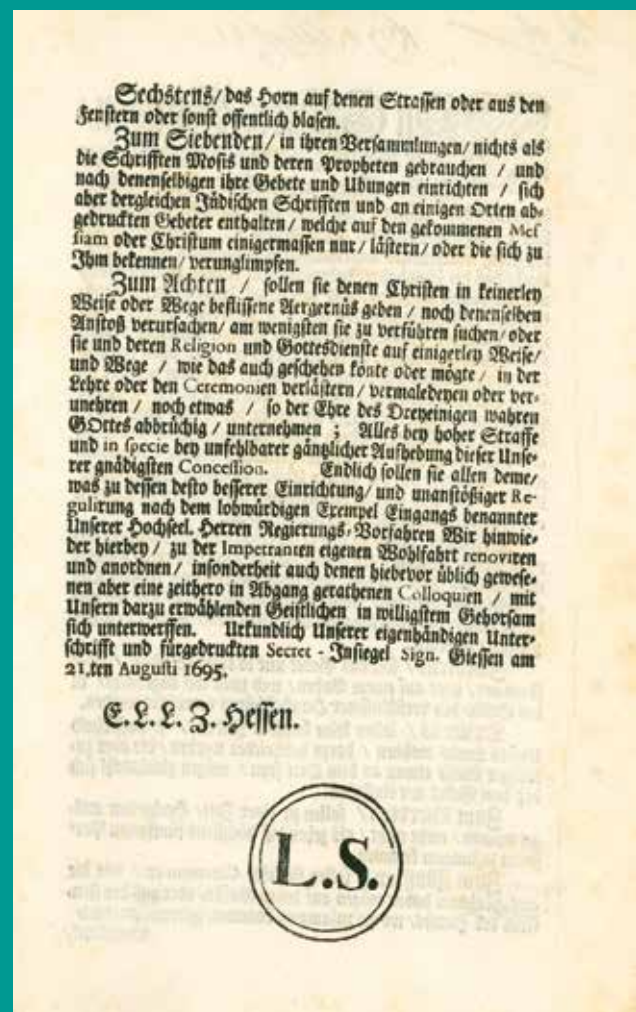 Sechstens/ das Horn auf denen Strassen oder aus den
Fenstern oder sonst offentlich blasen.
Zum Siebenden/ in ihren Versammlungen/ nichts als
die Schrifften Mosis und deren Propheten gebrauchen / und
nach denenselbigen ihre Gebete und Ubungen einrichten / sich
aber dergleichen Jüdischen Schrifften und an einigen Orten ab-
gedruckten Gebeter enthalten/ welche auf den gekommenen Mes
siam oder Christum einigermassen nur/ lästern/ oder die sich zu
Ihm bekennen/ verunglimpfen.
Zum Achten / sollen sie denen Christen in keinerley
Weise oder Wege beflissene Aergernüs geben / noch denenselben
Anstoß verursachen/ am wenigsten sie zu verführen suchen/ oder
sie und deren Religion und Gottesdienste auf einigerley Weise/
und Wege / wie das auch geschehen könte oder mögte / in der
Lehre oder den Ceremonien verlästern/ vermaledeyen oder ver-
unehren / noch etwas / so der Ehre des Dreyeinigen wahren
GOttes abbrüchig / unternehmen ; Alles bey hoher Straffe
und in specie bey unfehlbarer gäntzlicher Aufhebung dieser Unse-
rer gnädigsten Concession. Endlich sollen sie allen deme/
was zu dessen desto besserer Einrichtung/ und unanstößiger Re-
gulirung nach dem lobwürdigen Exempel Eingangs benannter
Unserer Hochseel. Herren Regierungs-Vorfahren Wir hinwie-
der hierbey / zu der Impetranten eigenen Wohlfahrt renoviren
und anordnen / insonderheit auch denen hiebevor üblich gewese-
nen aber eine zeithero in Abgang gerathenen Colloquien / mit
Unsern darzu erwählenden Geistlichen in willigstem Gehorsam
sich unterwerffen. Urkundlich Unserer eigenhändigen Unter-
schrifft und fürgedruckten Secret - Insiegel Sign. Giessen am
21.ten Augusti 1695.
E. L. L. Z. Hessen.
L.S.